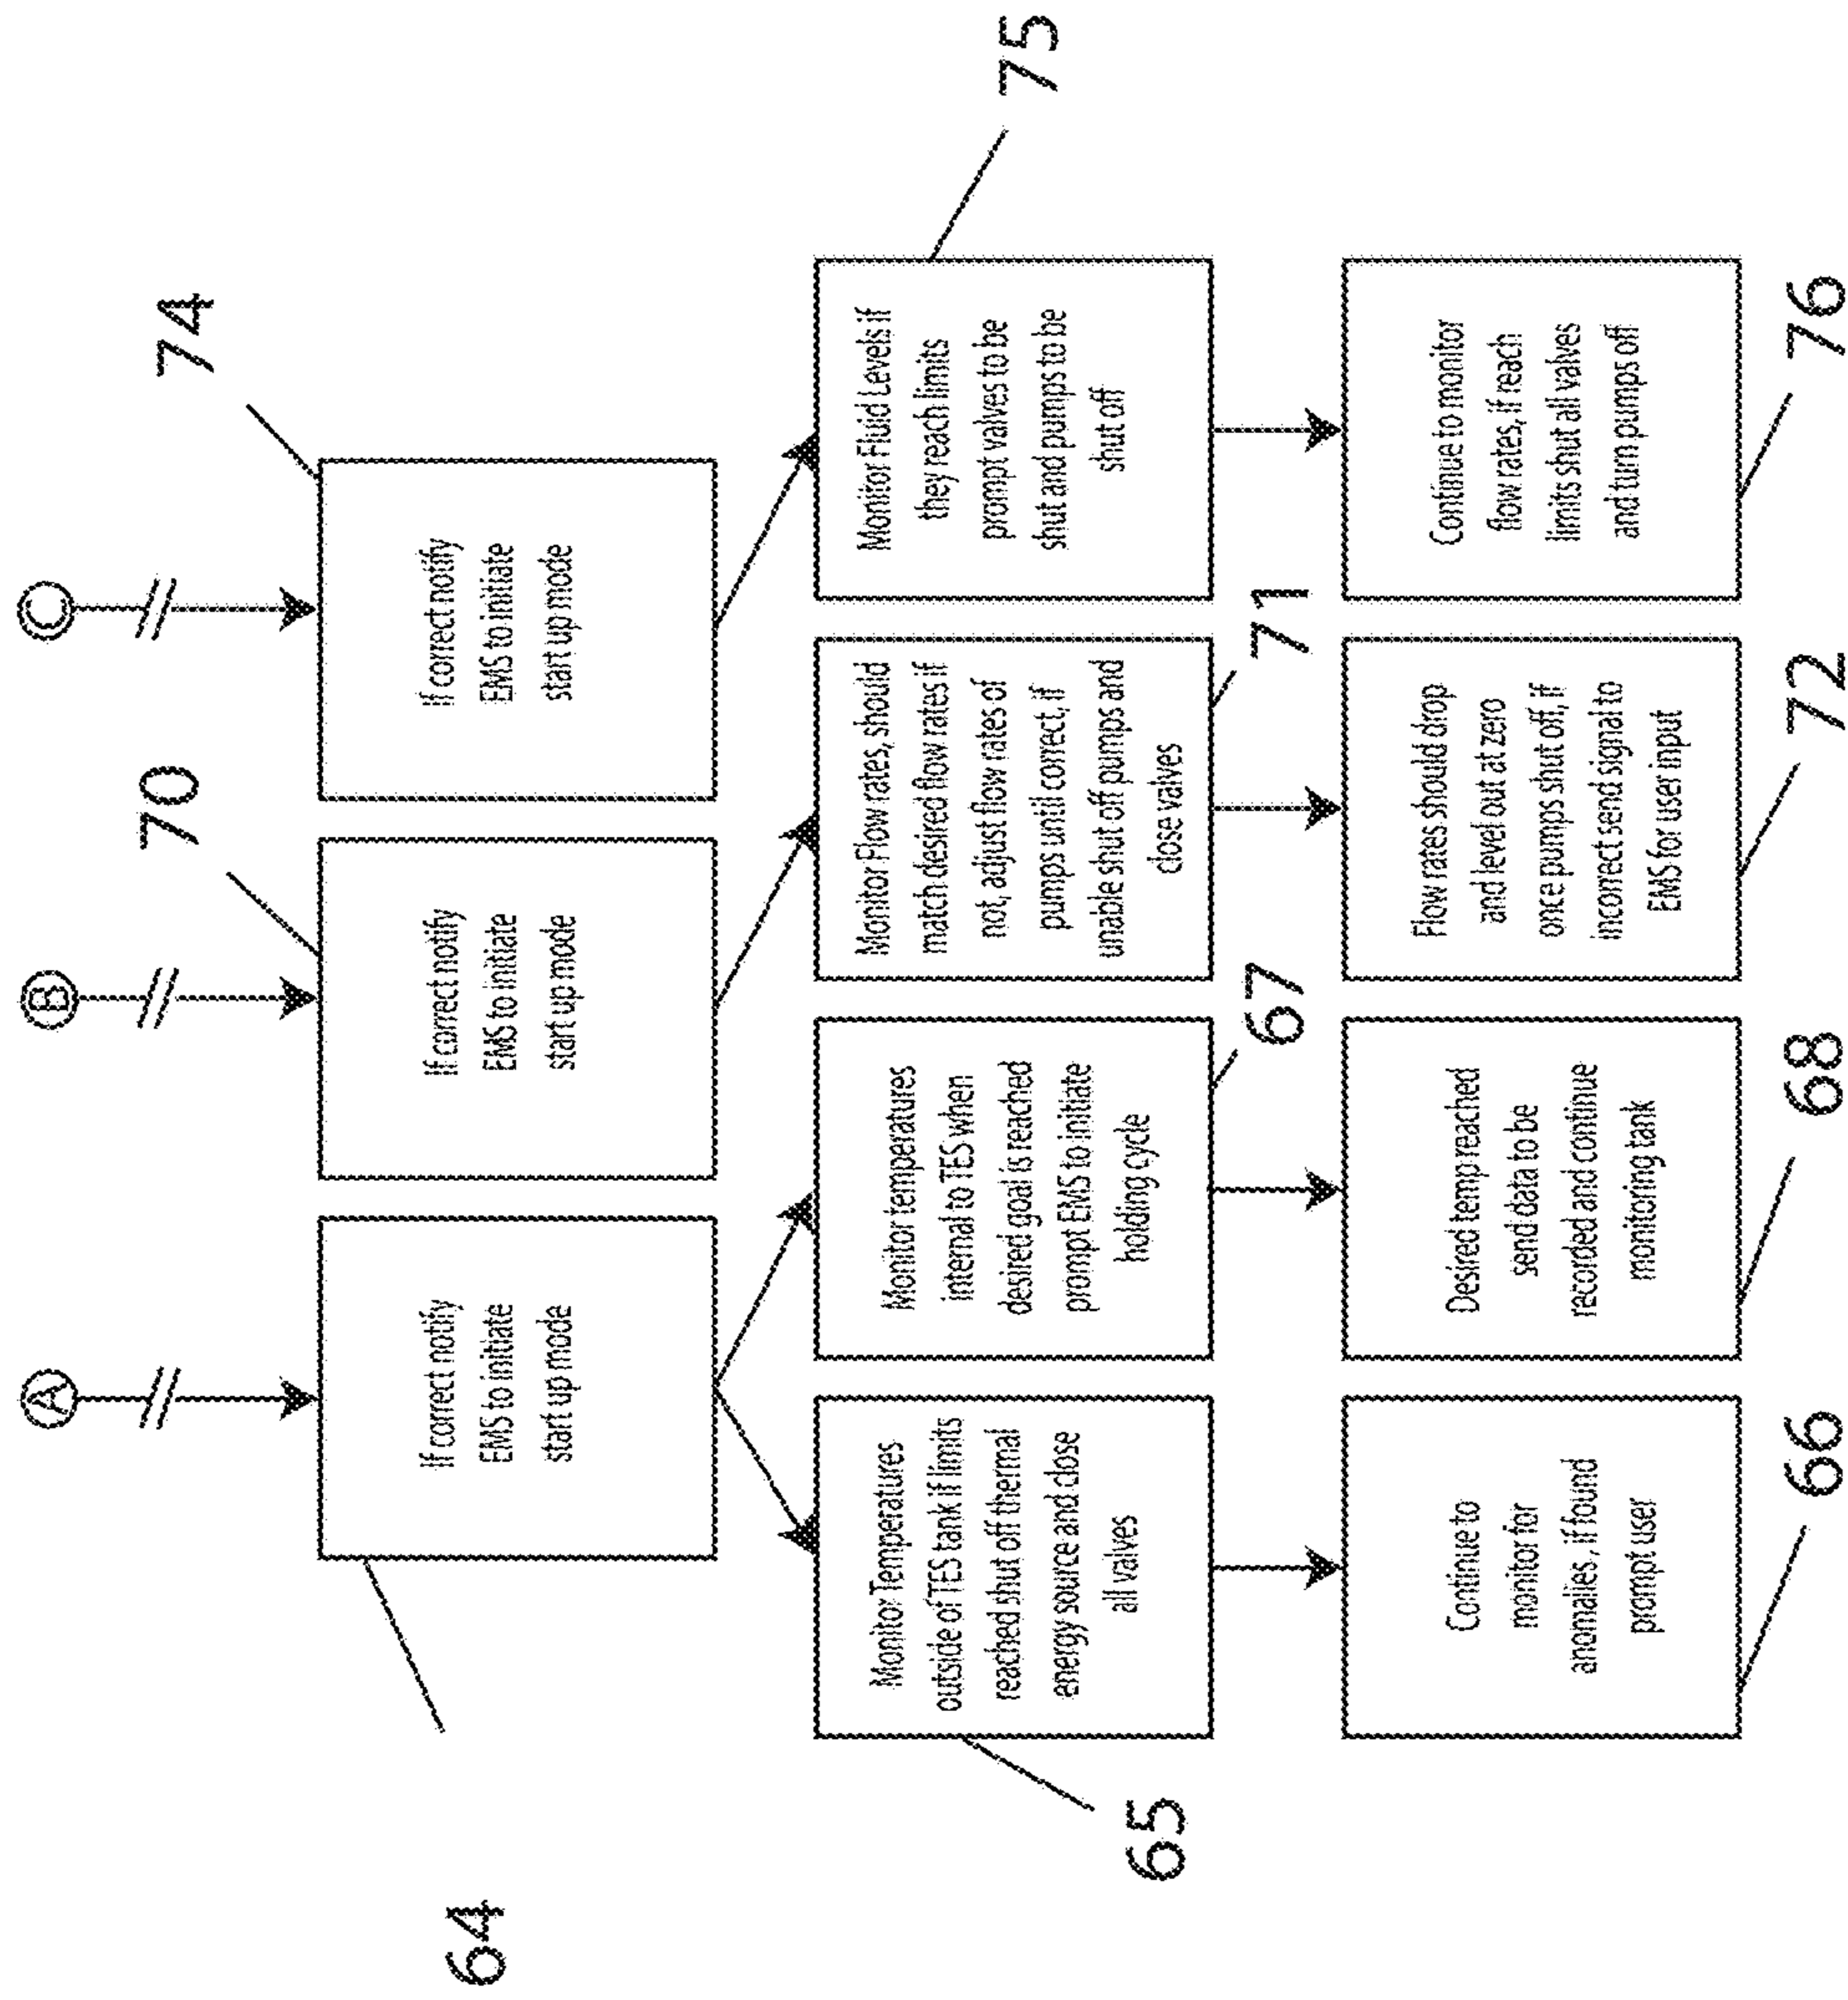 A
64
If correct notify
EMS to initiate
start up mode
B
70
If correct notify
EMS to initiate
start up mode
C
74
If correct notify
EMS to initiate
start up mode
65
Monitor Temperatures
outside of TES tank if limits
reached shut off thermal
energy source and close
all valves
67
Monitor temperatures
internal to TES when
desired goal is reached
prompt EMS to initiate
holding cycle
71
Monitor Flow rates, should
match desired flow rates if
not, adjust flow rates of
pumps until correct, if
unable shut off pumps and
close valves
75
Monitor Fluid Levels if
they reach limits
prompt valves to be
shut and pumps to be
shut off
66
Continue to
monitor for
anomalies, if found
prompt user
68
Desired temp reached
send data to be
recorded and continue
monitoring tank
72
Flow rates should drop
and level out at zero
once pumps shut off, if
incorrect send signal to
EMS for user input
76
Continue to monitor
flow rates, if reach
limits shut all valves
and turn pumps off